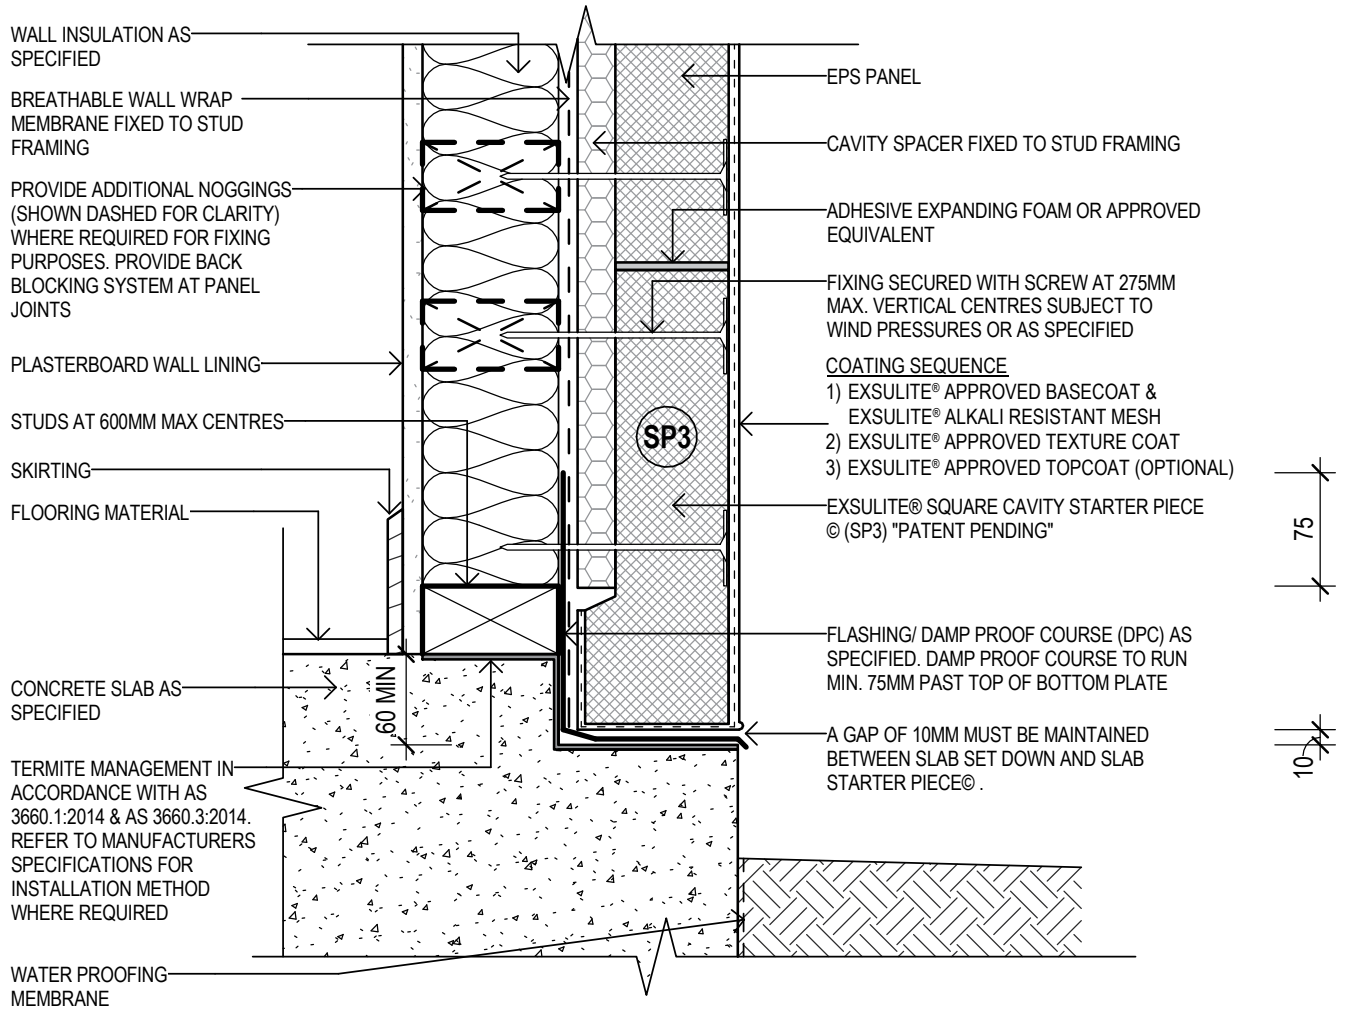 WALL INSULATION AS
SPECIFIED
BREATHABLE WALL WRAP
MEMBRANE FIXED TO STUD
FRAMING
PROVIDE ADDITIONAL NOGGINGS
(SHOWN DASHED FOR CLARITY)
WHERE REQUIRED FOR FIXING
PURPOSES. PROVIDE BACK
BLOCKING SYSTEM AT PANEL
JOINTS
PLASTERBOARD WALL LINING
STUDS AT 600MM MAX CENTRES
SKIRTING
FLOORING MATERIAL
CONCRETE SLAB AS
SPECIFIED
TERMITE MANAGEMENT IN
ACCORDANCE WITH AS
3660.1:2014 & AS 3660.3:2014.
REFER TO MANUFACTURERS
SPECIFICATIONS FOR
INSTALLATION METHOD
WHERE REQUIRED
WATER PROOFING
MEMBRANE
60 MIN
SP3
EPS PANEL
CAVITY SPACER FIXED TO STUD FRAMING
ADHESIVE EXPANDING FOAM OR APPROVED
EQUIVALENT
FIXING SECURED WITH SCREW AT 275MM
MAX. VERTICAL CENTRES SUBJECT TO
WIND PRESSURES OR AS SPECIFIED
COATING SEQUENCE
1) EXSULITE® APPROVED BASECOAT &
EXSULITE® ALKALI RESISTANT MESH
2) EXSULITE® APPROVED TEXTURE COAT
3) EXSULITE® APPROVED TOPCOAT (OPTIONAL)
EXSULITE® SQUARE CAVITY STARTER PIECE
© (SP3) "PATENT PENDING"
FLASHING/ DAMP PROOF COURSE (DPC) AS
SPECIFIED. DAMP PROOF COURSE TO RUN
MIN. 75MM PAST TOP OF BOTTOM PLATE
A GAP OF 10MM MUST BE MAINTAINED
BETWEEN SLAB SET DOWN AND SLAB
STARTER PIECE© .
75
10